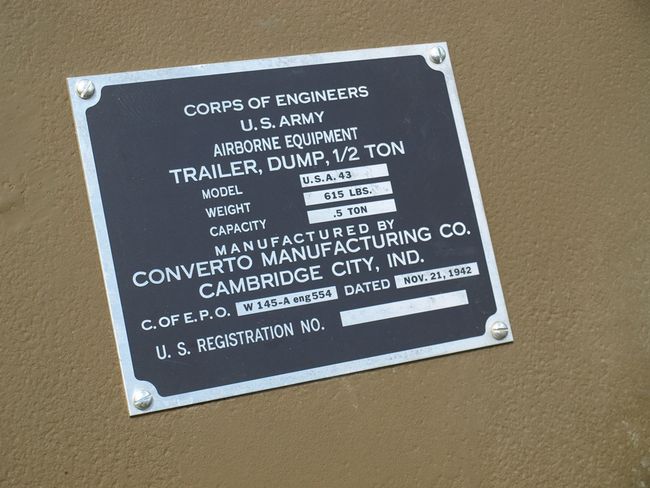 CORPS OF ENGINEERS
U.S. ARMY
AIRBORNE EQUIPMENT
TRAILER, DUMP, 1/2 TON
MODEL U.S.A. 43
WEIGHT 615 LBS.
CAPACITY .5 TON
MANUFACTURED BY
CONVERTO MANUFACTURING CO.
CAMBRIDGE CITY, IND.
C. OF E. P. O. W 145-A eng554 DATED NOV. 21, 1942
U. S. REGISTRATION NO.